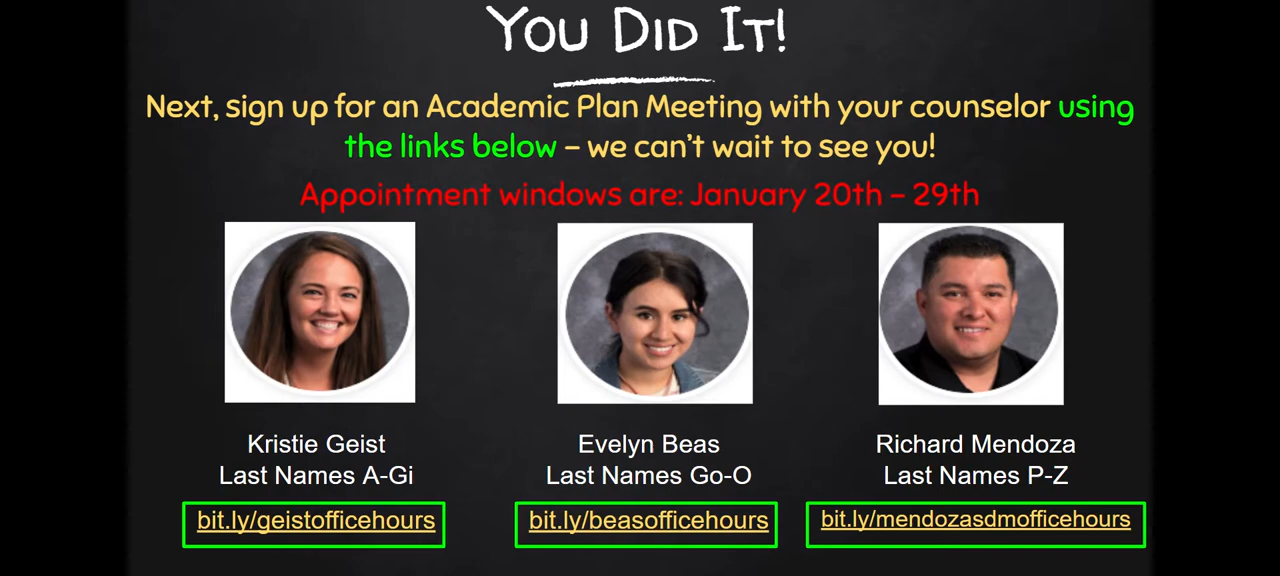 You Did It!
Next, sign up for an Academic Plan Meeting with your counselor using
the links below – we can't wait to see you!
Appointment windows are: January 20th – 29th
Kristie Geist
Last Names A-Gi
bit.ly/geistofficehours
Evelyn Beas
Last Names Go-O
bit.ly/beasofficehours
Richard Mendoza
Last Names P-Z
bit.ly/mendozasdmofficehours